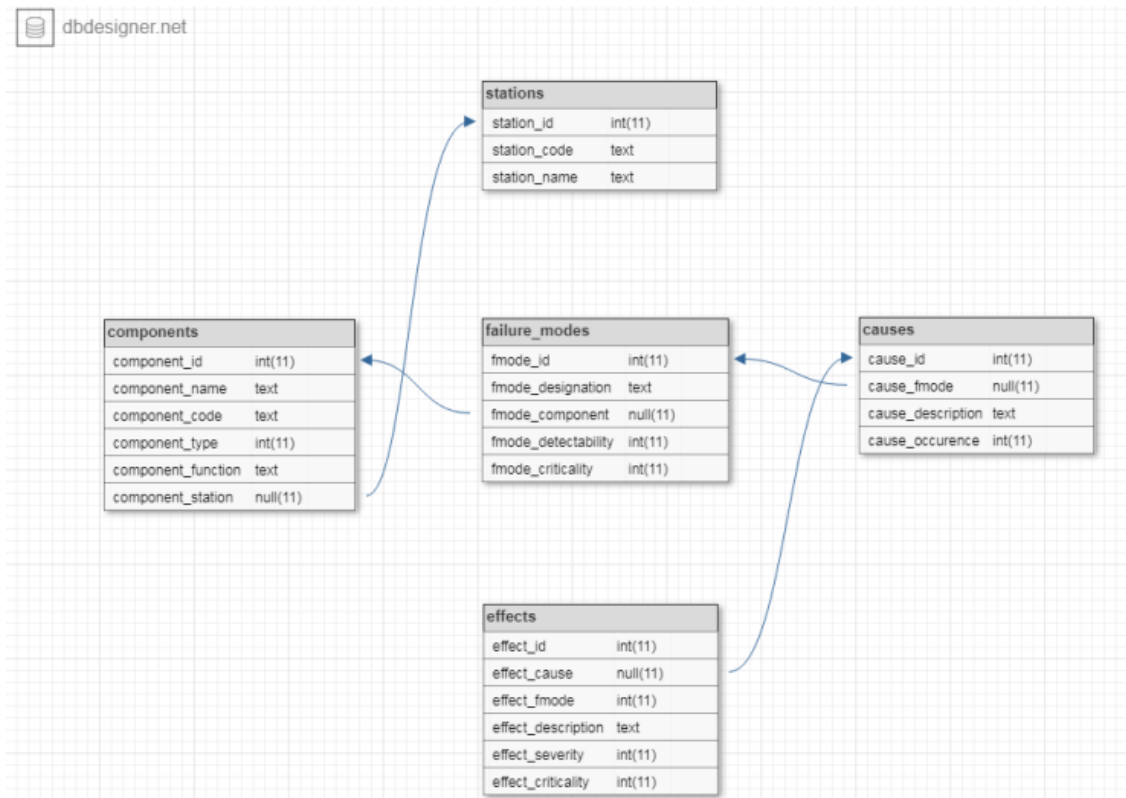 dbdesigner.net
stations
station_id int(11)
station_code text
station_name text
components
component_id int(11)
component_name text
component_code text
component_type int(11)
component_function text
component_station null(11)
failure_modes
fmode_id int(11)
fmode_designation text
fmode_component null(11)
fmode_detectability int(11)
fmode_criticality int(11)
causes
cause_id int(11)
cause_fmode null(11)
cause_description text
cause_occurence int(11)
effects
effect_id int(11)
effect_cause null(11)
effect_fmode int(11)
effect_description text
effect_severity int(11)
effect_criticality int(11)